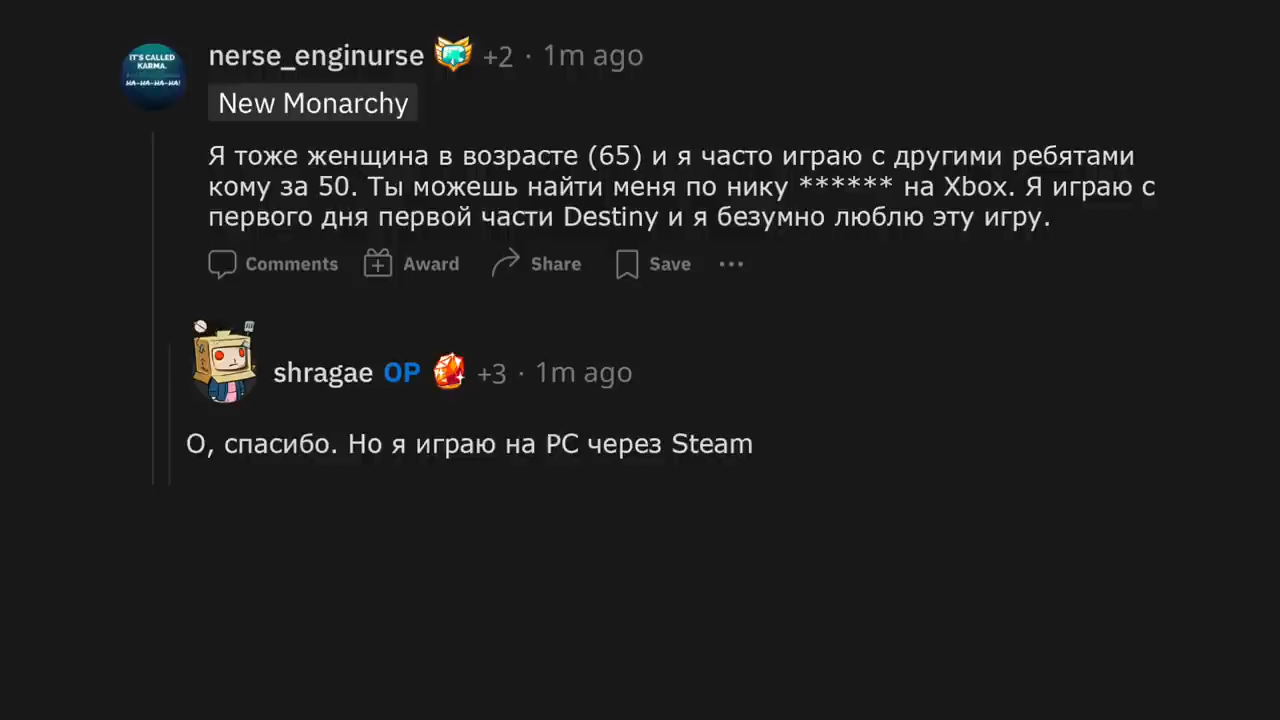 IT'S CALLED
KARMA.
HA-HA-HA-HA!
nerse_enginurse +2 · 1m ago
New Monarchy
Я тоже женщина в возрасте (65) и я часто играю с другими ребятами
кому за 50. Ты можешь найти меня по нику ****** на Xbox. Я играю с
первого дня первой части Destiny и я безумно люблю эту игру.
Comments Award Share Save ...
shragae OP +3 · 1m ago
О, спасибо. Но я играю на PC через Steam